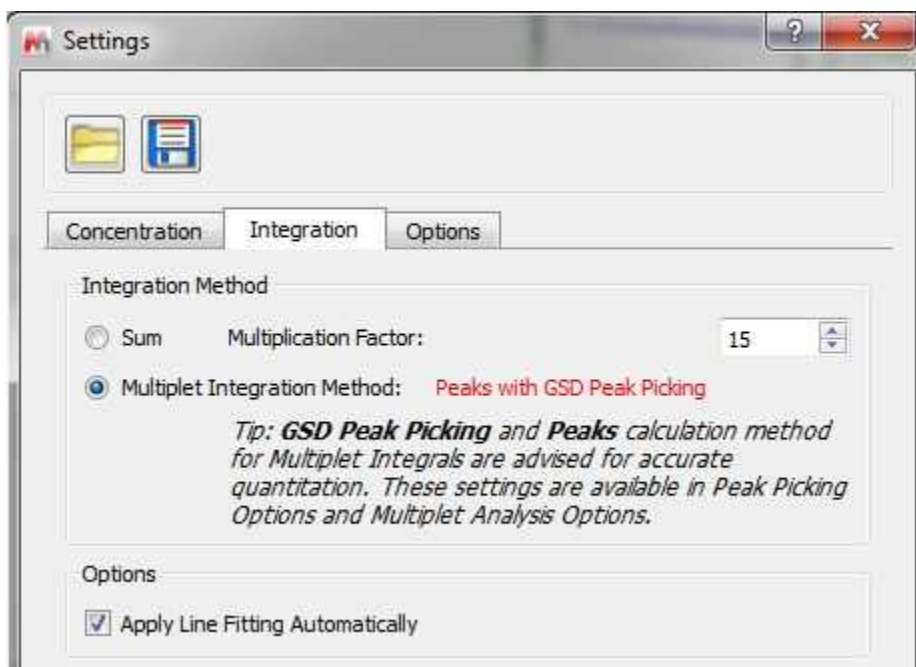 Settings
Concentration Integration Options
Integration Method
Sum Multiplication Factor: 15
Multiplet Integration Method: Peaks with GSD Peak Picking
Tip: GSD Peak Picking and Peaks calculation method
for Multiplet Integrals are advised for accurate
quantitation. These settings are available in Peak Picking
Options and Multiplet Analysis Options.
Options
Apply Line Fitting Automatically